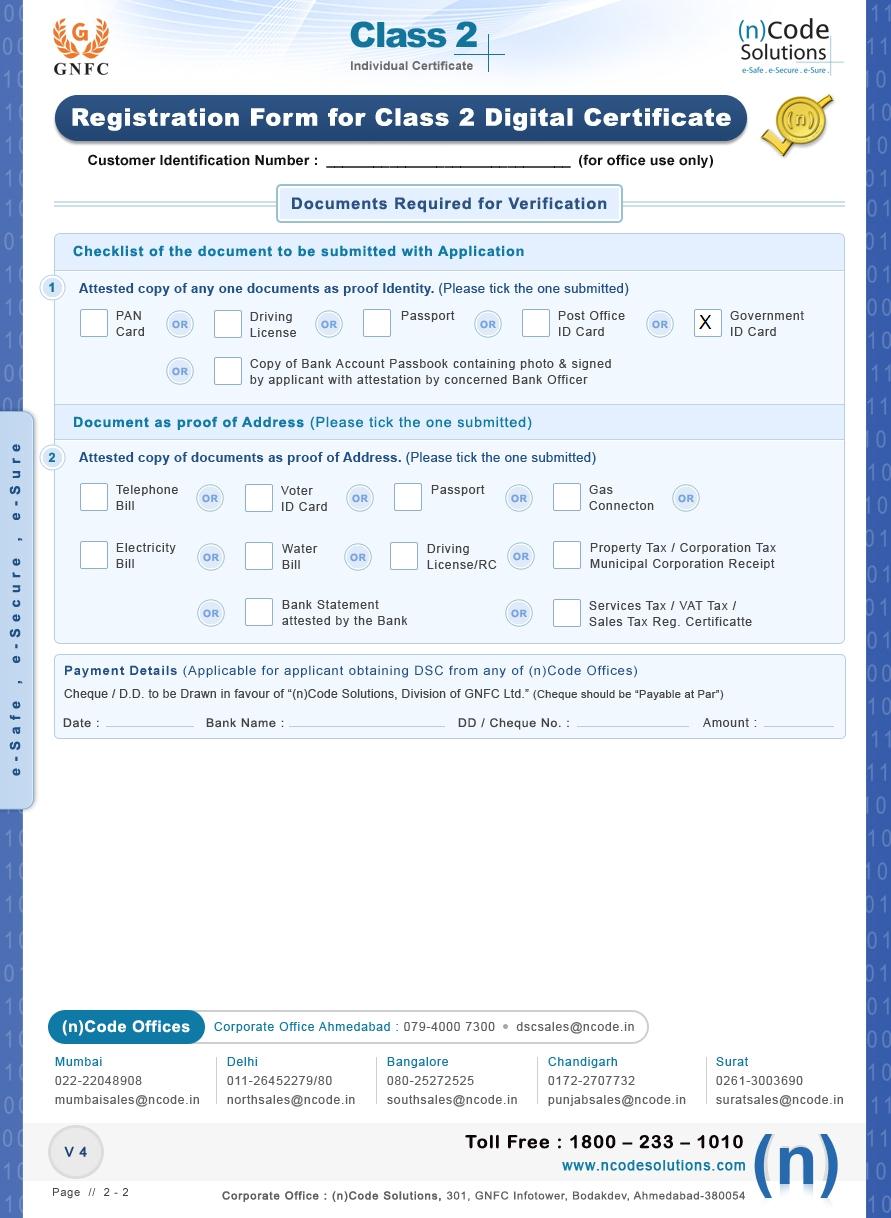 GNFC
Class 2
Individual Certificate
(n)Code
Solutions
e-Safe . e-Secure . e-Sure .
Registration Form for Class 2 Digital Certificate
(n)
Customer Identification Number : ______________________________ (for office use only)
Documents Required for Verification
Checklist of the document to be submitted with Application
1 Attested copy of any one documents as proof Identity. (Please tick the one submitted)
PAN Card OR Driving License OR Passport OR Post Office ID Card OR X Government ID Card
OR Copy of Bank Account Passbook containing photo & signed
by applicant with attestation by concerned Bank Officer
Document as proof of Address (Please tick the one submitted)
2 Attested copy of documents as proof of Address. (Please tick the one submitted)
Telephone Bill OR Voter ID Card OR Passport OR Gas Connecton OR
Electricity Bill OR Water Bill OR Driving License/RC OR Property Tax / Corporation Tax Municipal Corporation Receipt
OR Bank Statement attested by the Bank OR Services Tax / VAT Tax / Sales Tax Reg. Certificatte
e-Safe , e-Secure , e-Sure
Payment Details (Applicable for applicant obtaining DSC from any of (n)Code Offices)
Cheque / D.D. to be Drawn in favour of “(n)Code Solutions, Division of GNFC Ltd.” (Cheque should be “Payable at Par”)
Date : Bank Name : DD / Cheque No. : Amount :
(n)Code Offices Corporate Office Ahmedabad : 079-4000 7300 • dscsales@ncode.in
Mumbai Delhi Bangalore Chandigarh Surat
022-22048908 011-26452279/80 080-25272525 0172-2707732 0261-3003690
mumbaisales@ncode.in northsales@ncode.in southsales@ncode.in punjabsales@ncode.in suratsales@ncode.in
V 4
Toll Free : 1800 – 233 – 1010
www.ncodesolutions.com
(n)
Page // 2 - 2
Corporate Office : (n)Code Solutions, 301, GNFC Infotower, Bodakdev, Ahmedabad-380054